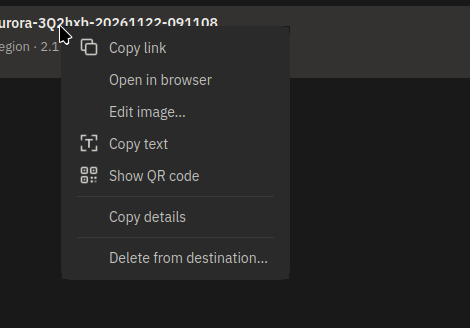 urora-3Q2hxh-20261122-091108
egion · 2.1
Copy link
Open in browser
Edit image...
Copy text
Show QR code
Copy details
Delete from destination...